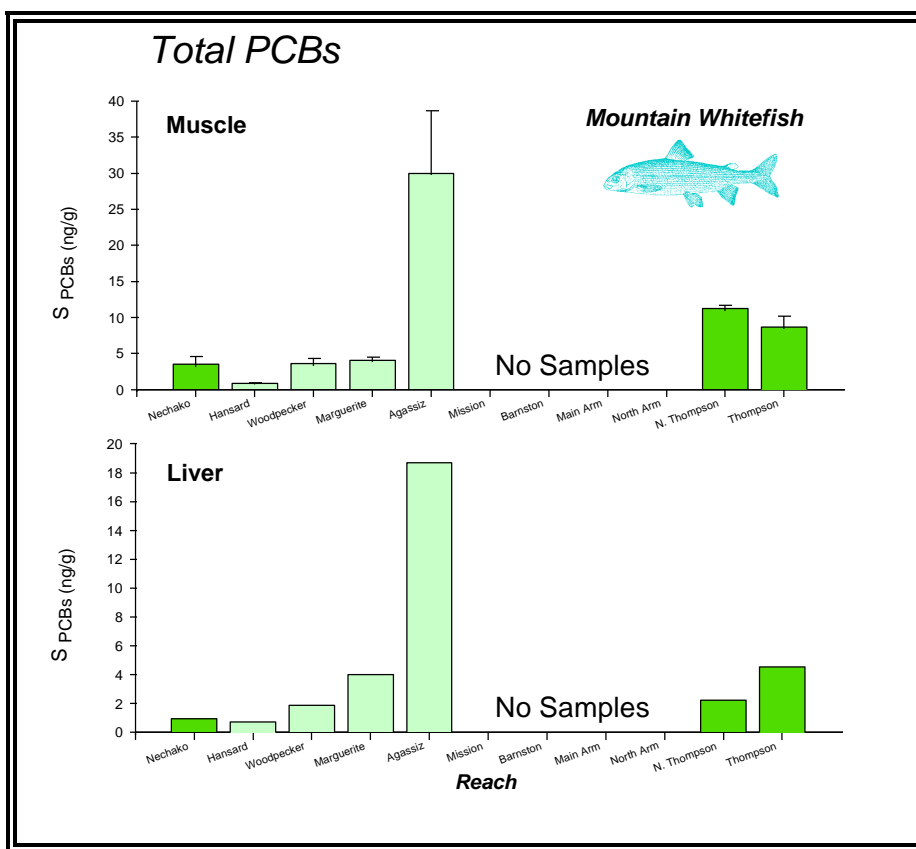 Total PCBs
Muscle
Mountain Whitefish
S PCBs (ng/g)
40
35
30
25
20
15
10
5
0
No Samples
Nechako Hansard Woodpecker Marguerite Agassiz Mission Barnston Main Arm North Arm N. Thompson Thompson
Liver
S PCBs (ng/g)
20
18
16
14
12
10
8
6
4
2
0
No Samples
Nechako Hansard Woodpecker Marguerite Agassiz Mission Barnston Main Arm North Arm N. Thompson Thompson
Reach